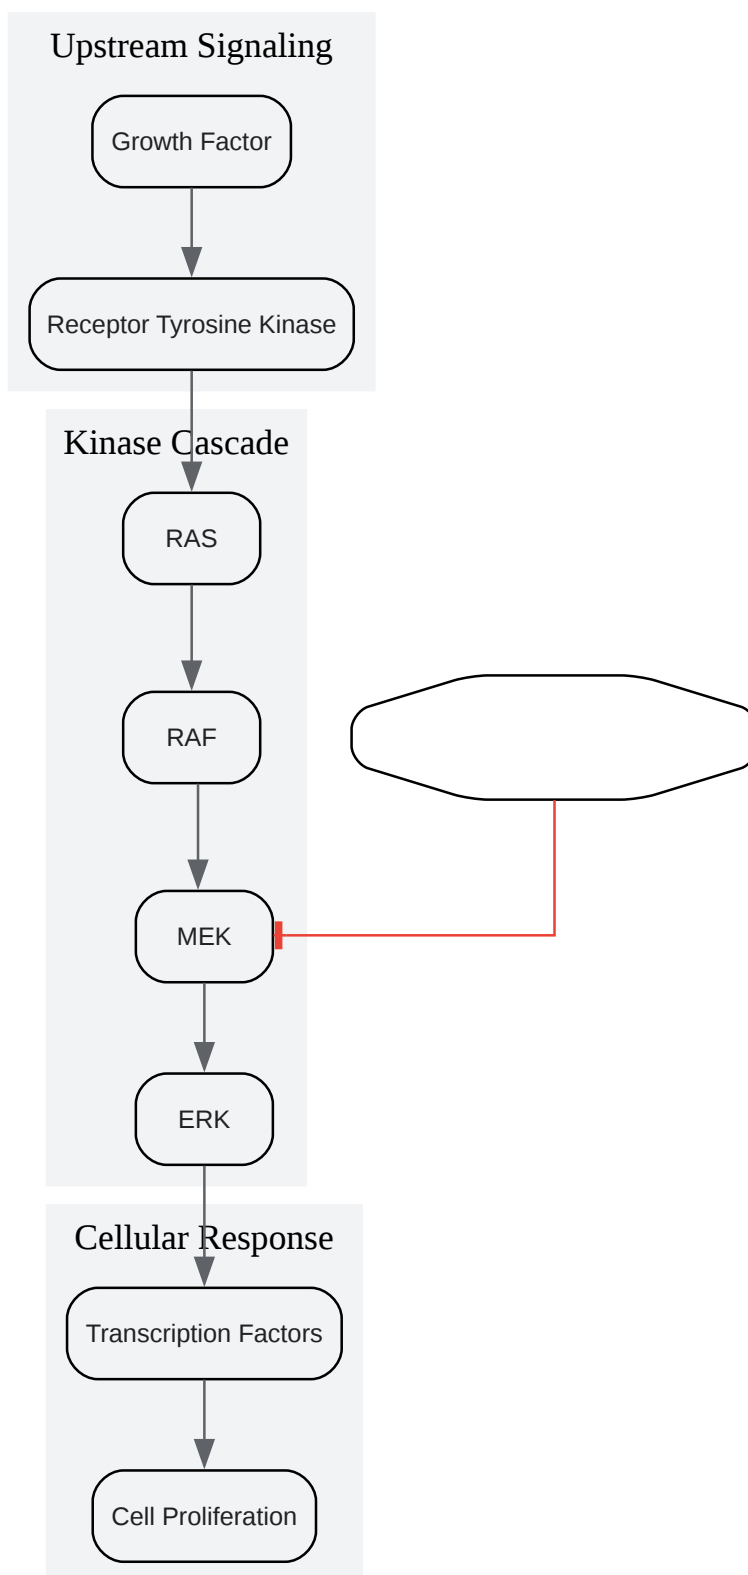 Upstream Signaling
Growth Factor
Receptor Tyrosine Kinase
Kinase Cascade
RAS
RAF
MEK
ERK
Cellular Response
Transcription Factors
Cell Proliferation